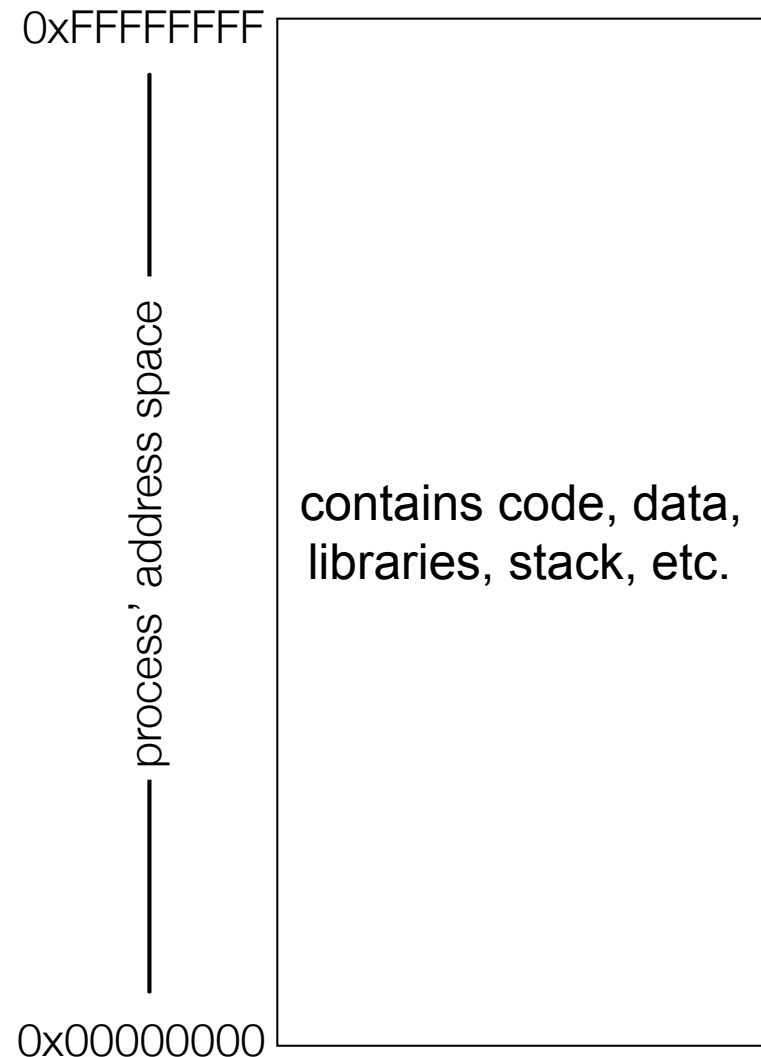 0xFFFFFFFF
process’ address space
contains code, data,
libraries, stack, etc.
0x00000000